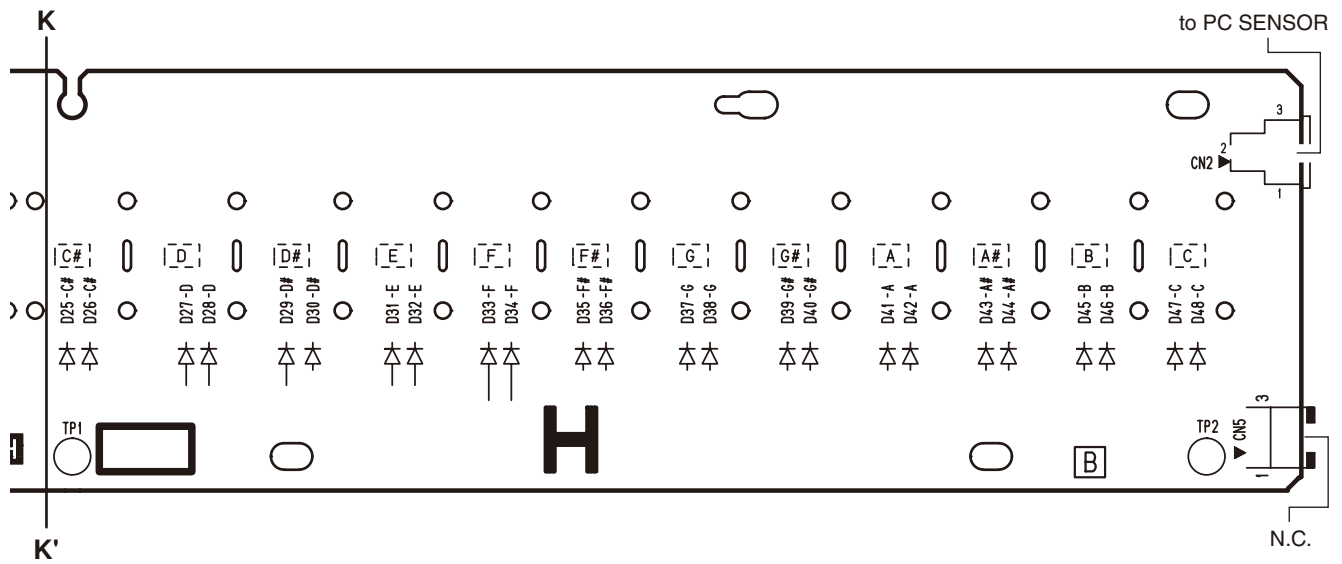 K
to PC SENSOR
3
2
CN2
1
C# D D# E F F# G G# A A# B C
D25-C# D26-C# D27-D D28-D D29-D# D30-D# D31-E D32-E D33-F D34-F D35-F# D36-F# D37-G D38-G D39-G# D40-G# D41-A D42-A D43-A# D44-A# D45-B D46-B D47-C D48-C
TP1
H
B
TP2
CN5
3
1
K'
N.C.